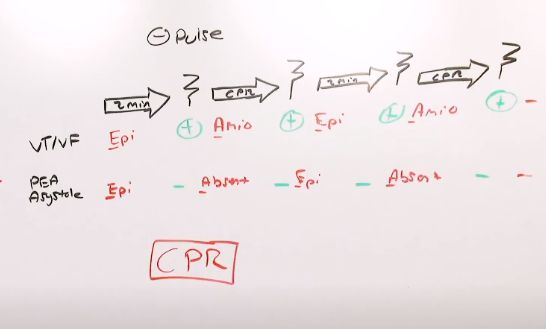 ⊖ Pulse
2 min CPR 2 min CPR
VT/VF Epi ⊕ Amio ⊕ Epi ⊕ Amio ⊕ -
PEA
Asystole Epi - Absent - Epi - Absent - -
CPR